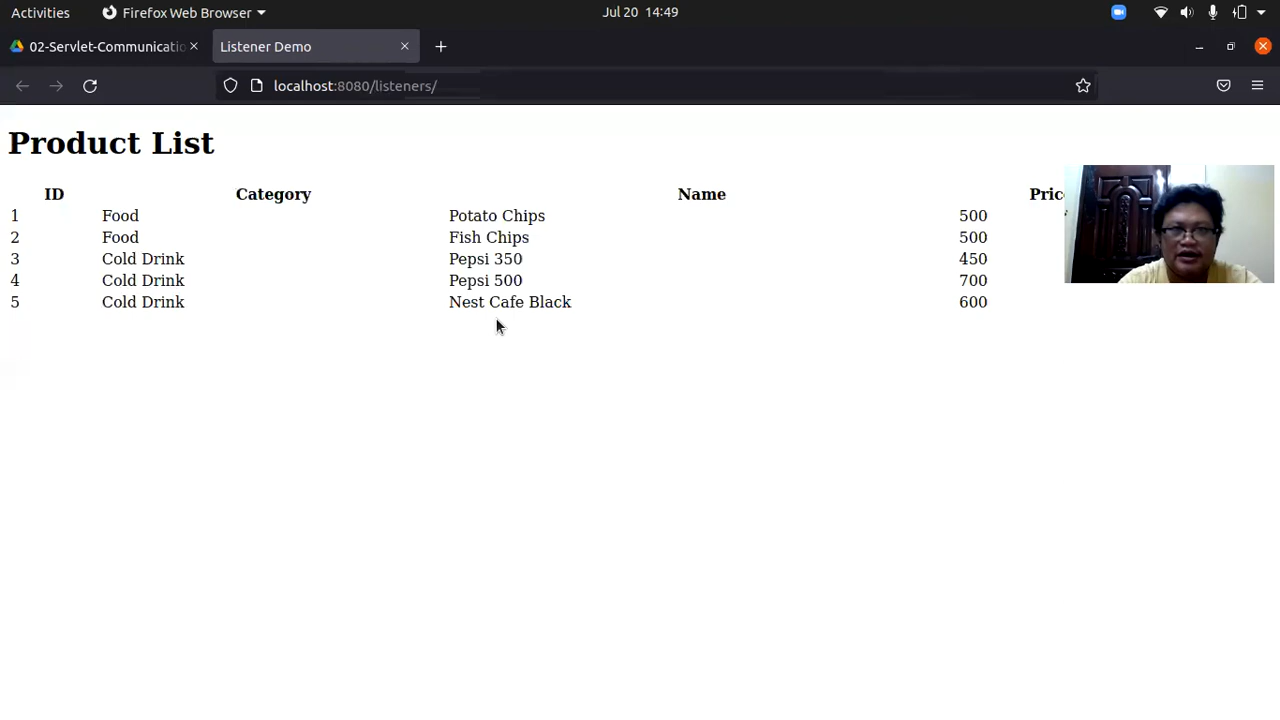 Activities Firefox Web Browser Jul 20 14:49
02-Servlet-Communicatio Listener Demo
localhost:8080/listeners/
Product List
ID Category Name Pric
1 Food Potato Chips 500
2 Food Fish Chips 500
3 Cold Drink Pepsi 350 450
4 Cold Drink Pepsi 500 700
5 Cold Drink Nest Cafe Black 600